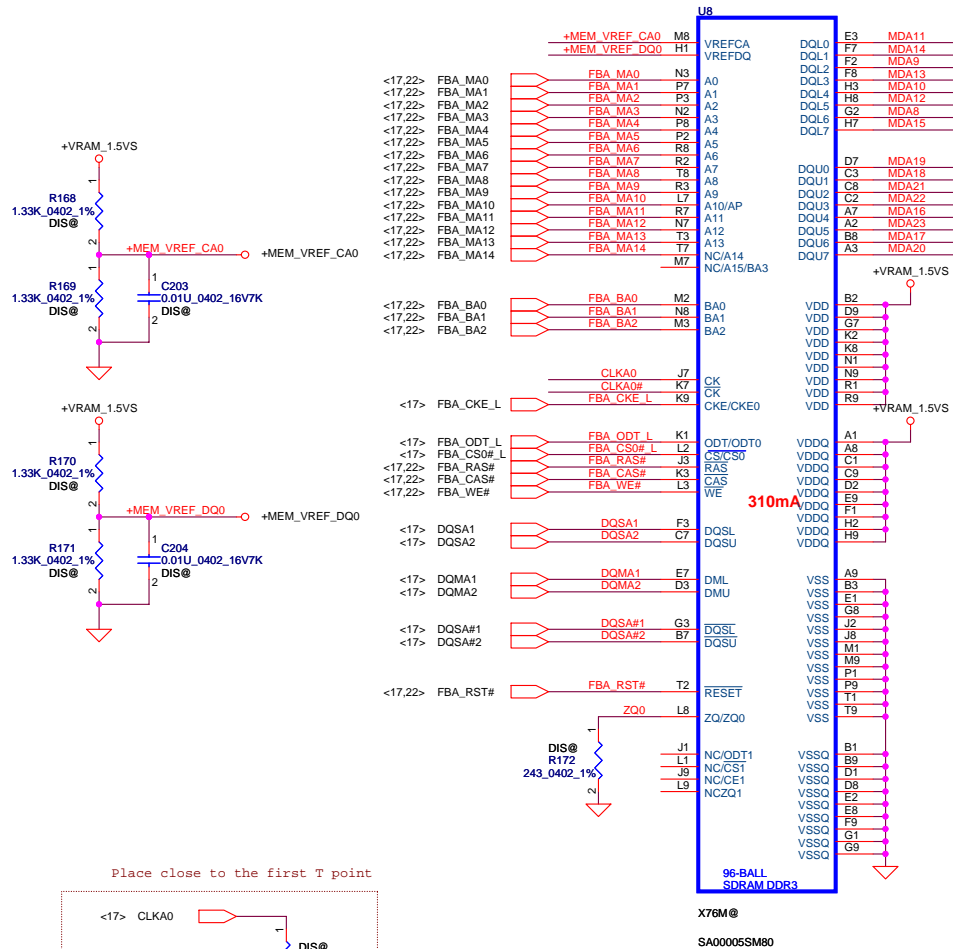 U8
+MEM_VREF_CA0 M8 VREFCA
+MEM_VREF_DQ0 H1 VREFDQ
<17,22> FBA_MA0 FBA_MA0 N3 A0
<17,22> FBA_MA1 FBA_MA1 P7 A1
<17,22> FBA_MA2 FBA_MA2 P3 A2
<17,22> FBA_MA3 FBA_MA3 N2 A3
<17,22> FBA_MA4 FBA_MA4 P8 A4
<17,22> FBA_MA5 FBA_MA5 P2 A5
<17,22> FBA_MA6 FBA_MA6 R8 A6
<17,22> FBA_MA7 FBA_MA7 R2 A7
<17,22> FBA_MA8 FBA_MA8 T8 A8
<17,22> FBA_MA9 FBA_MA9 R3 A9
<17,22> FBA_MA10 FBA_MA10 L7 A10/AP
<17,22> FBA_MA11 FBA_MA11 R7 A11
<17,22> FBA_MA12 FBA_MA12 N7 A12
<17,22> FBA_MA13 FBA_MA13 T3 A13
<17,22> FBA_MA14 FBA_MA14 T7 NC/A14
M7 NC/A15/BA3
<17,22> FBA_BA0 FBA_BA0 M2 BA0
<17,22> FBA_BA1 FBA_BA1 N8 BA1
<17,22> FBA_BA2 FBA_BA2 M3 BA2
CLKA0 J7 CK
CLKA0# K7 CK
<17> FBA_CKE_L FBA_CKE_L K9 CKE/CKE0
<17> FBA_ODT_L FBA_ODT_L K1 ODT/ODT0
<17> FBA_CS0#_L FBA_CS0#_L L2 CS/CS0
<17,22> FBA_RAS# FBA_RAS# J3 RAS
<17,22> FBA_CAS# FBA_CAS# K3 CAS
<17,22> FBA_WE# FBA_WE# L3 WE
<17> DQSA1 DQSA1 F3 DQSL
<17> DQSA2 DQSA2 C7 DQSU
<17> DQMA1 DQMA1 E7 DML
<17> DQMA2 DQMA2 D3 DMU
<17> DQSA#1 DQSA#1 G3 DQSL
<17> DQSA#2 DQSA#2 B7 DQSU
<17,22> FBA_RST# FBA_RST# T2 RESET
ZQ0 L8 ZQ/ZQ0
1
DIS@
R172
243_0402_1%
2
J1 NC/ODT1
L1 NC/CS1
J9 NC/CE1
L9 NCZQ1
DQL0 E3 MDA11
DQL1 F7 MDA14
DQL2 F2 MDA9
DQL3 F8 MDA13
DQL4 H3 MDA10
DQL5 H8 MDA12
DQL6 G2 MDA8
DQL7 H7 MDA15
DQU0 D7 MDA19
DQU1 C3 MDA18
DQU2 C8 MDA21
DQU3 C2 MDA22
DQU4 A7 MDA16
DQU5 A2 MDA23
DQU6 B8 MDA17
DQU7 A3 MDA20
+VRAM_1.5VS
VDD B2
VDD D9
VDD G7
VDD K2
VDD K8
VDD N1
VDD N9
VDD R1
VDD R9
+VRAM_1.5VS
VDDQ A1
VDDQ A8
VDDQ C1
VDDQ C9
VDDQ D2
VDDQ E9
VDDQ F1
VDDQ H2
VDDQ H9
310mA
VSS A9
VSS B3
VSS E1
VSS G8
VSS J2
VSS J8
VSS M1
VSS M9
VSS P1
VSS P9
VSS T1
VSS T9
VSSQ B1
VSSQ B9
VSSQ D1
VSSQ D8
VSSQ E2
VSSQ E8
VSSQ F9
VSSQ G1
VSSQ G9
96-BALL
SDRAM DDR3
X76M@
SA00005SM80
+VRAM_1.5VS
1
R168
1.33K_0402_1%
DIS@
2
+MEM_VREF_CA0 +MEM_VREF_CA0
1
R169
1.33K_0402_1%
DIS@
2
1
C203
0.01U_0402_16V7K
DIS@
2
+VRAM_1.5VS
1
R170
1.33K_0402_1%
DIS@
2
+MEM_VREF_DQ0 +MEM_VREF_DQ0
1
R171
1.33K_0402_1%
DIS@
2
1
C204
0.01U_0402_16V7K
DIS@
2
Place close to the first T point
<17> CLKA0
1
DIS@